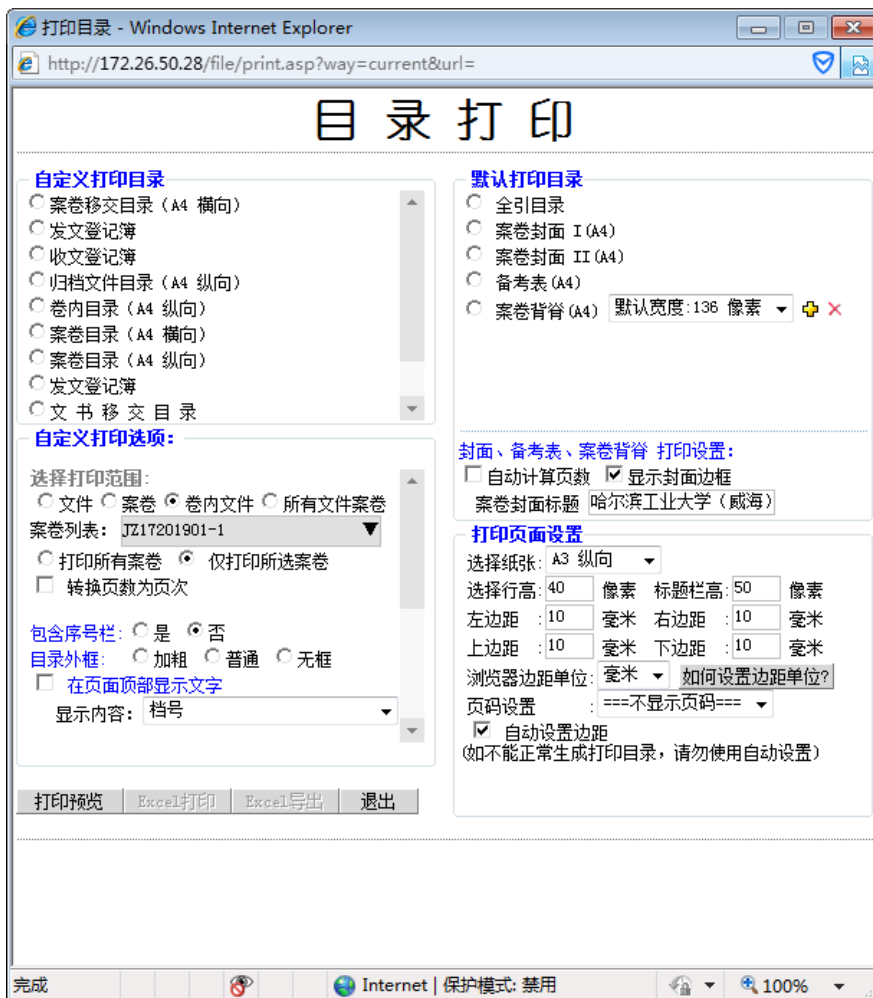 打印目录 - Windows Internet Explorer
http://172.26.50.28/file/print.asp?way=current&url=
目 录 打 印
自定义打印目录
案卷移交目录（A4 横向）
发文登记簿
收文登记簿
归档文件目录（A4 纵向）
卷内目录（A4 纵向）
案卷目录（A4 横向）
案卷目录（A4 纵向）
发文登记簿
文 书 移 交 目 录
自定义打印选项：
选择打印范围：
文件 案卷 卷内文件 所有文件案卷
案卷列表： JZ17201901-1
打印所有案卷 仅打印所选案卷
转换页数为页次
包含序号栏： 是 否
目录外框： 加粗 普通 无框
在页面顶部显示文字
显示内容： 档号
打印预览 Excel打印 Excel导出 退出
默认打印目录
全引目录
案卷封面 I(A4)
案卷封面 II(A4)
备考表(A4)
案卷背脊(A4) 默认宽度:136 像素
封面、备考表、案卷背脊 打印设置：
自动计算页数 显示封面边框
案卷封面标题 哈尔滨工业大学（威海）
打印页面设置
选择纸张： A3 纵向
选择行高： 40 像素 标题栏高： 50 像素
左边距 ：10 毫米 右边距 ：10 毫米
上边距 ：10 毫米 下边距 ：10 毫米
浏览器边距单位： 毫米 如何设置边距单位?
页码设置 ：===不显示页码===
自动设置边距
(如不能正常生成打印目录，请勿使用自动设置)
完成 Internet | 保护模式: 禁用 100%